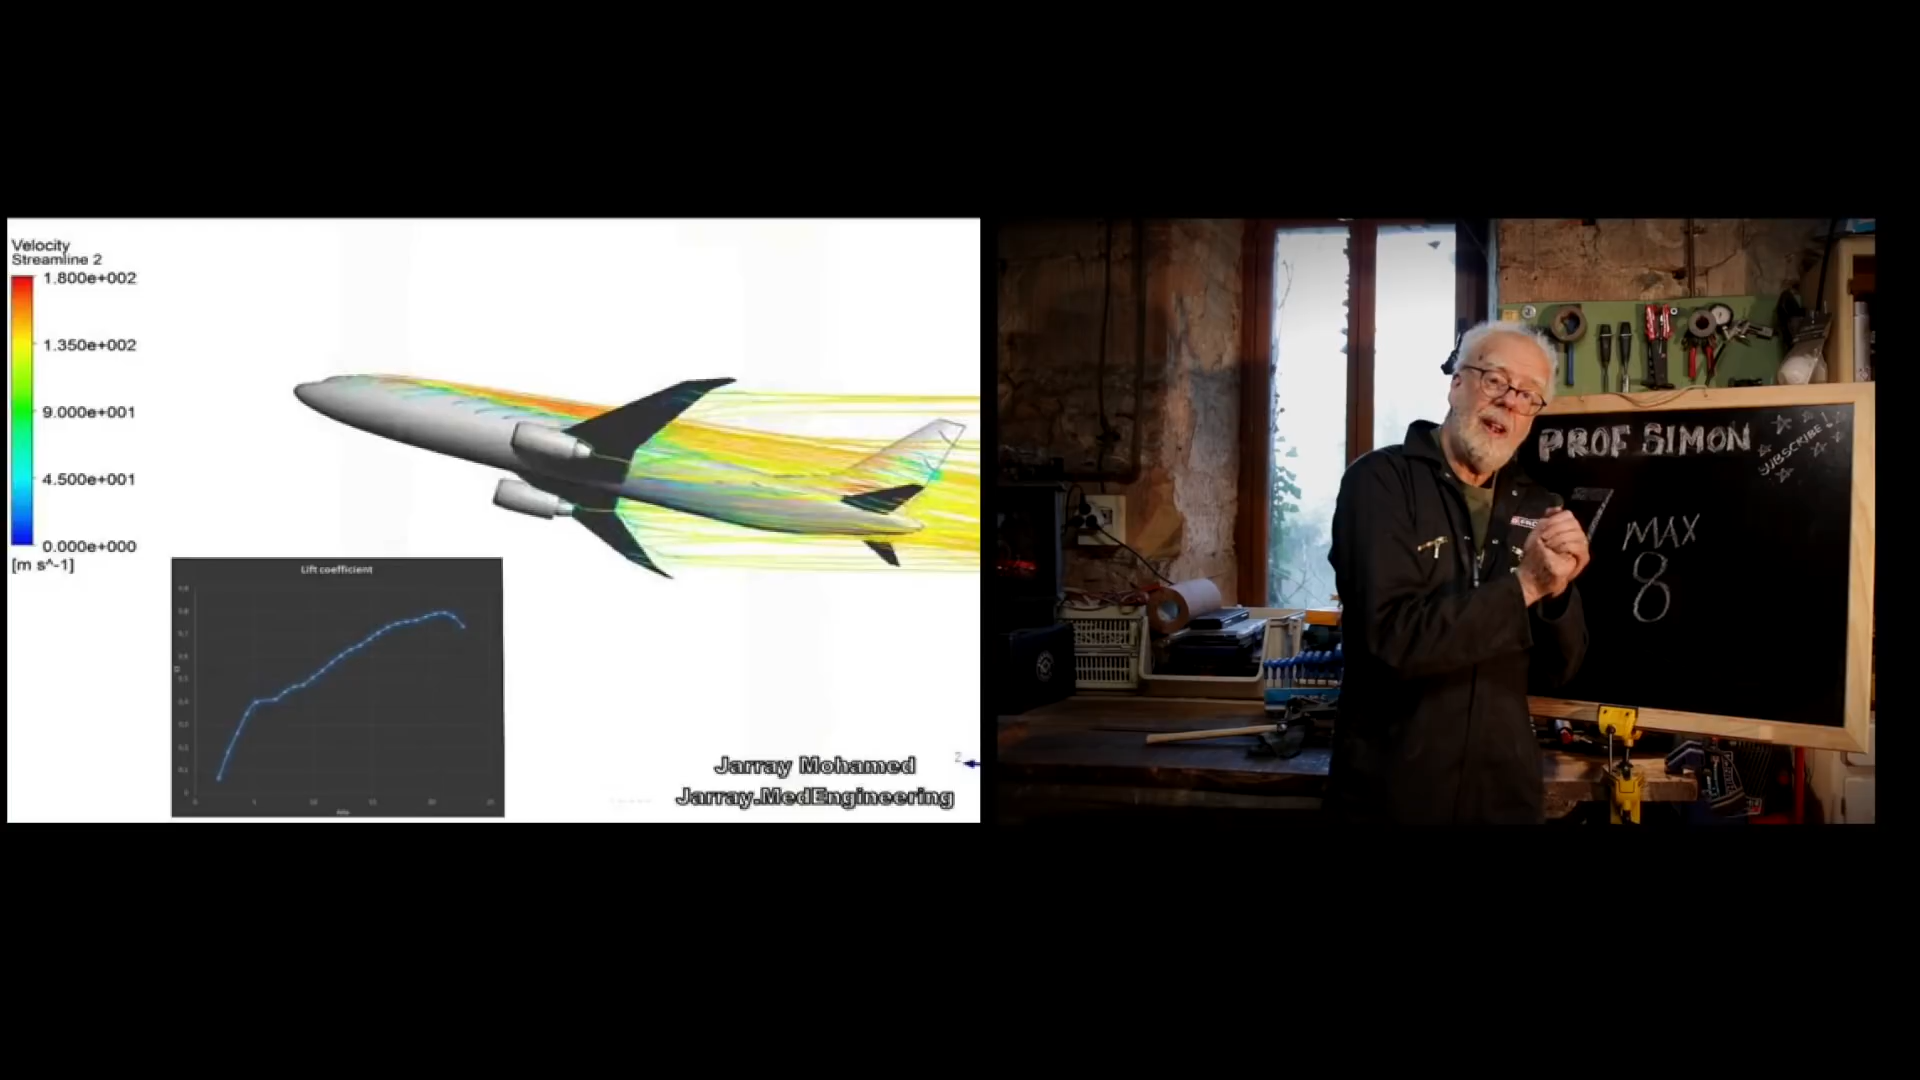 Velocity
Streamline 2
1.800e+002
1.350e+002
9.000e+001
4.500e+001
0.000e+000
[m s^-1]
Lift coefficient
Jarray Mohamed
Jarray.MedEngineering
Z
PROF SIMON
SUBSCRIBE!
7 MAX
8